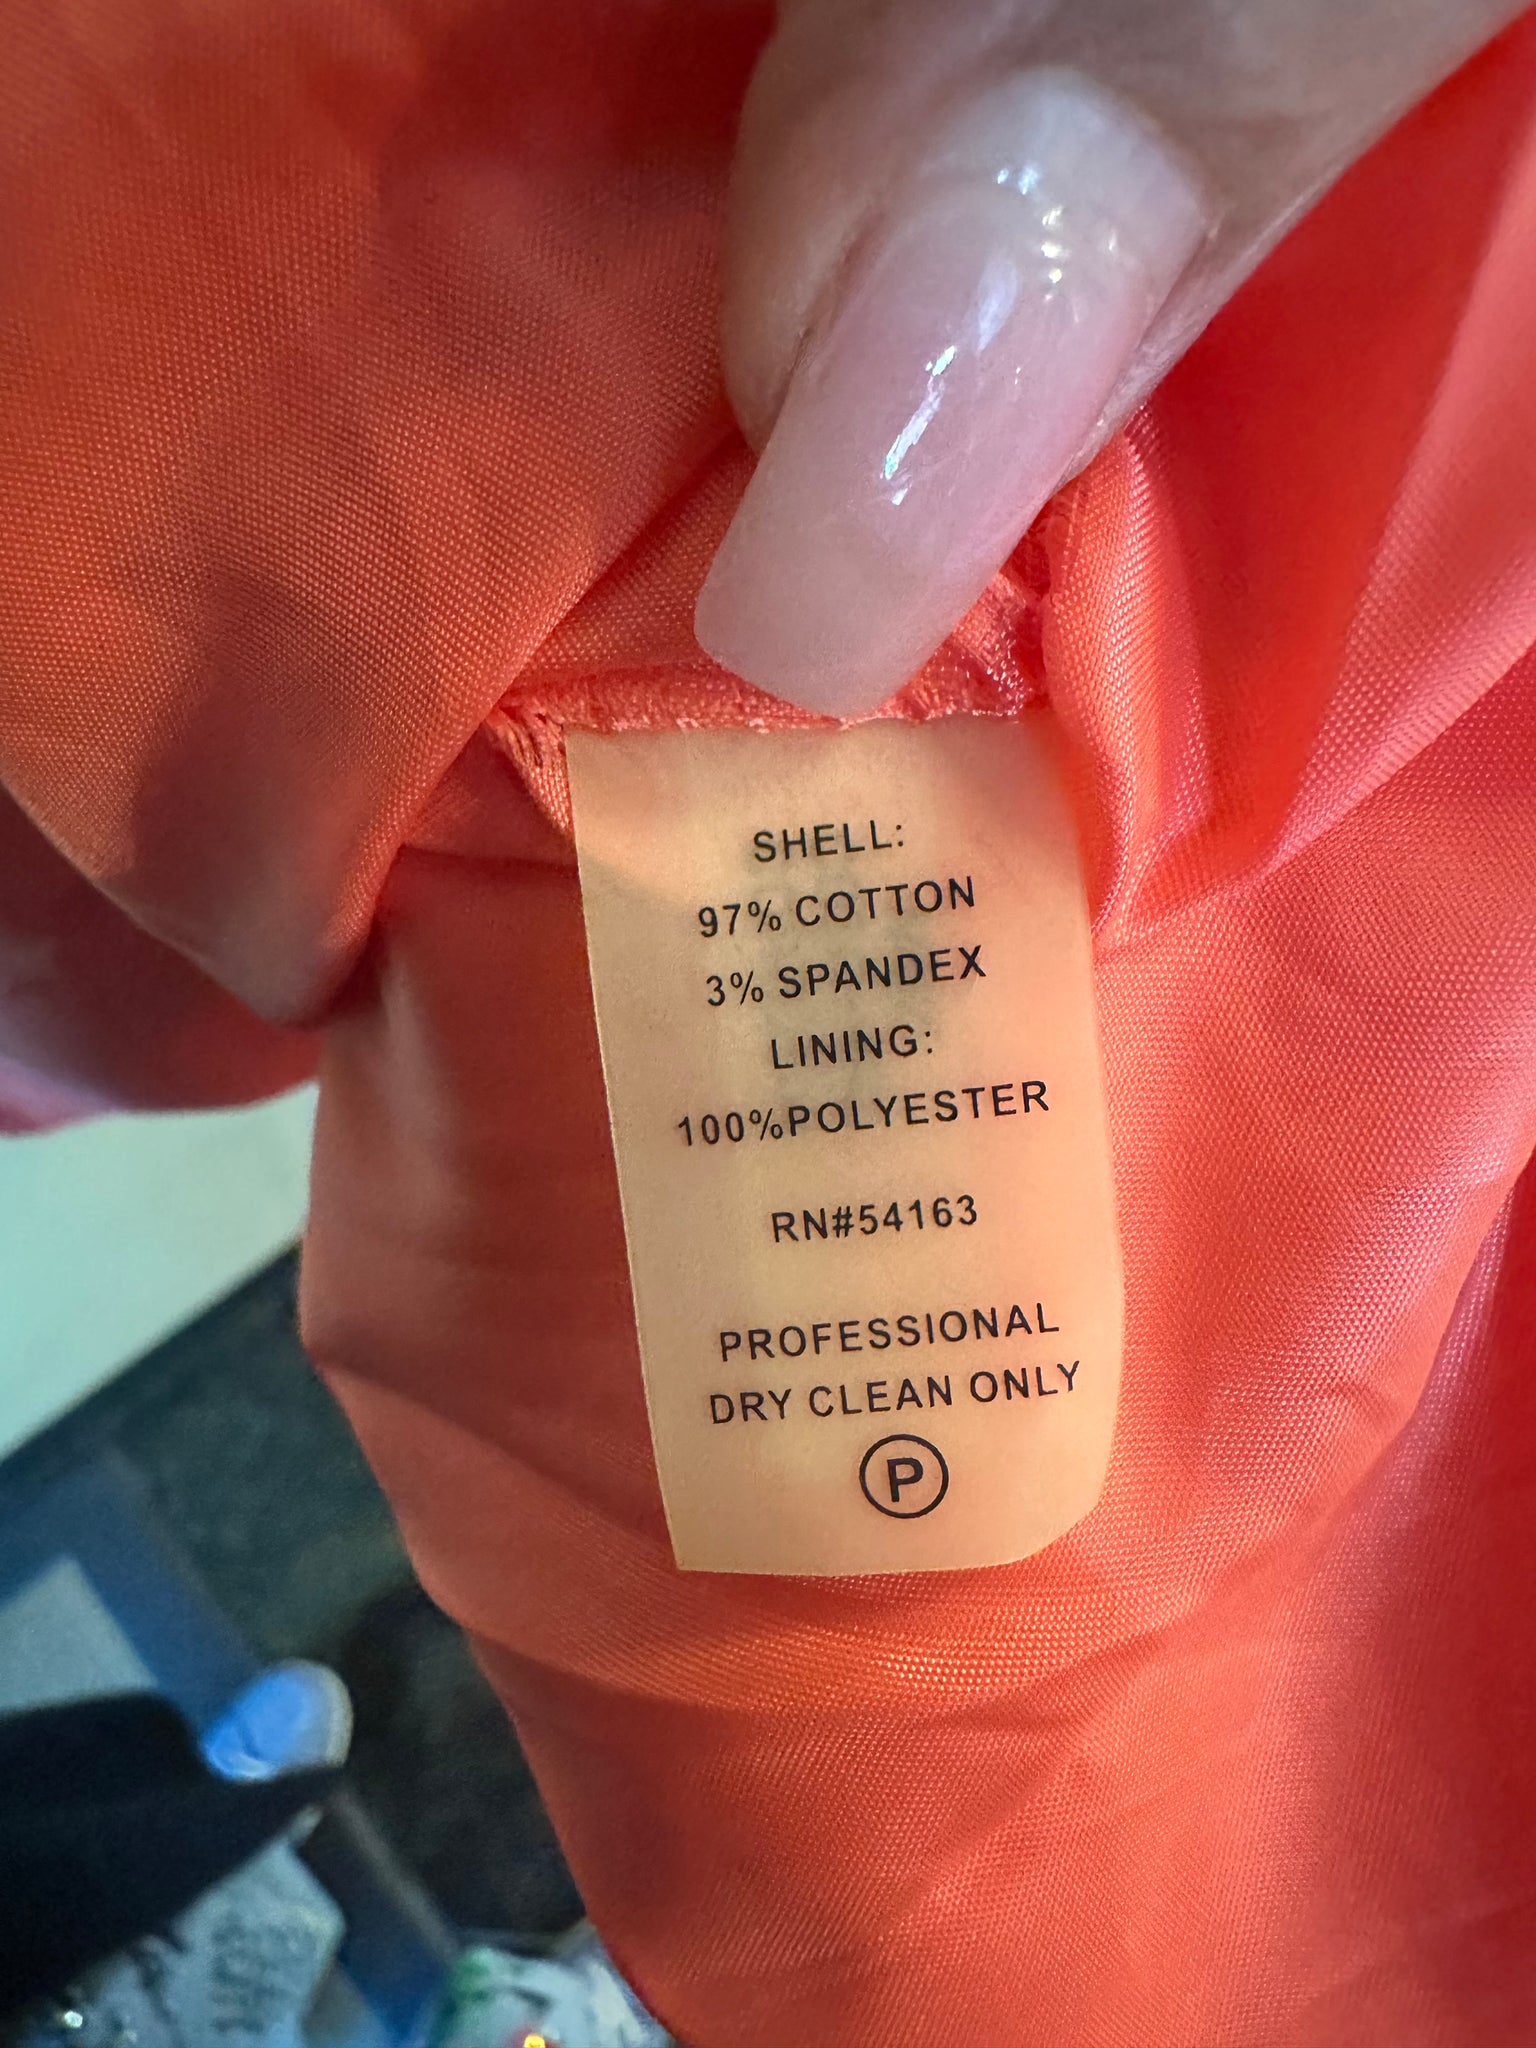 SHELL:
97% COTTON
3% SPANDEX
LINING:
100%POLYESTER
RN#54163
PROFESSIONAL
DRY CLEAN ONLY
P